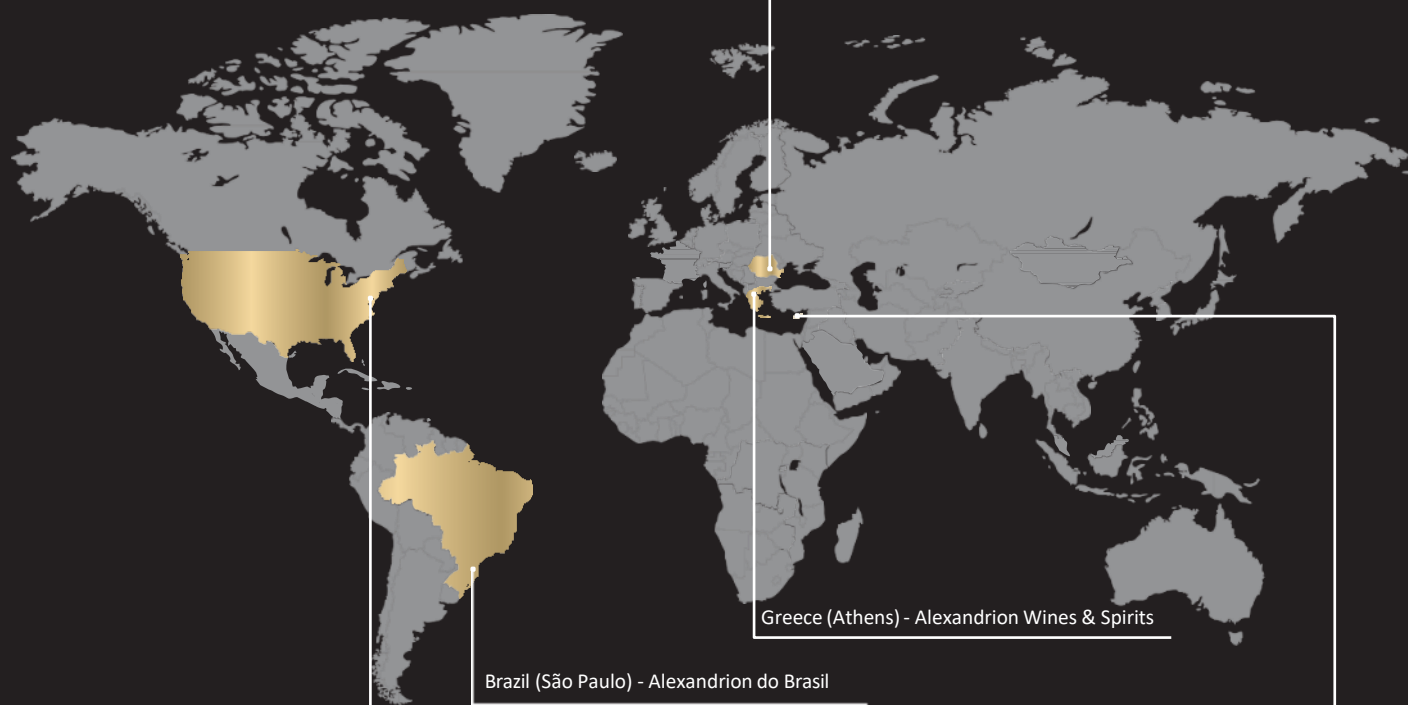 Greece (Athens) - Alexandrion Wines & Spirits
Brazil (São Paulo) - Alexandrion do Brasil